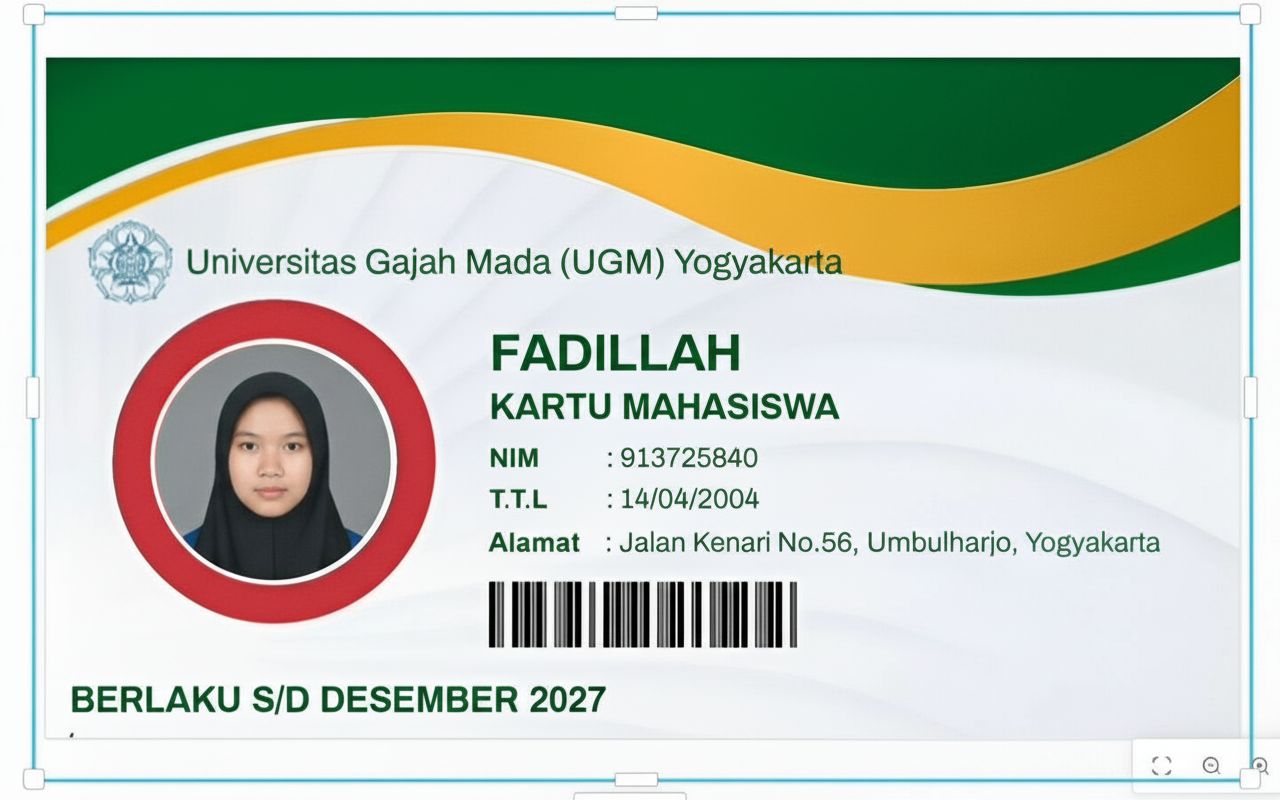 Universitas Gajah Mada (UGM) Yogyakarta
FADILLAH
KARTU MAHASISWA
NIM : 913725840
T.T.L : 14/04/2004
Alamat : Jalan Kenari No.56, Umbulharjo, Yogyakarta
BERLAKU S/D DESEMBER 2027